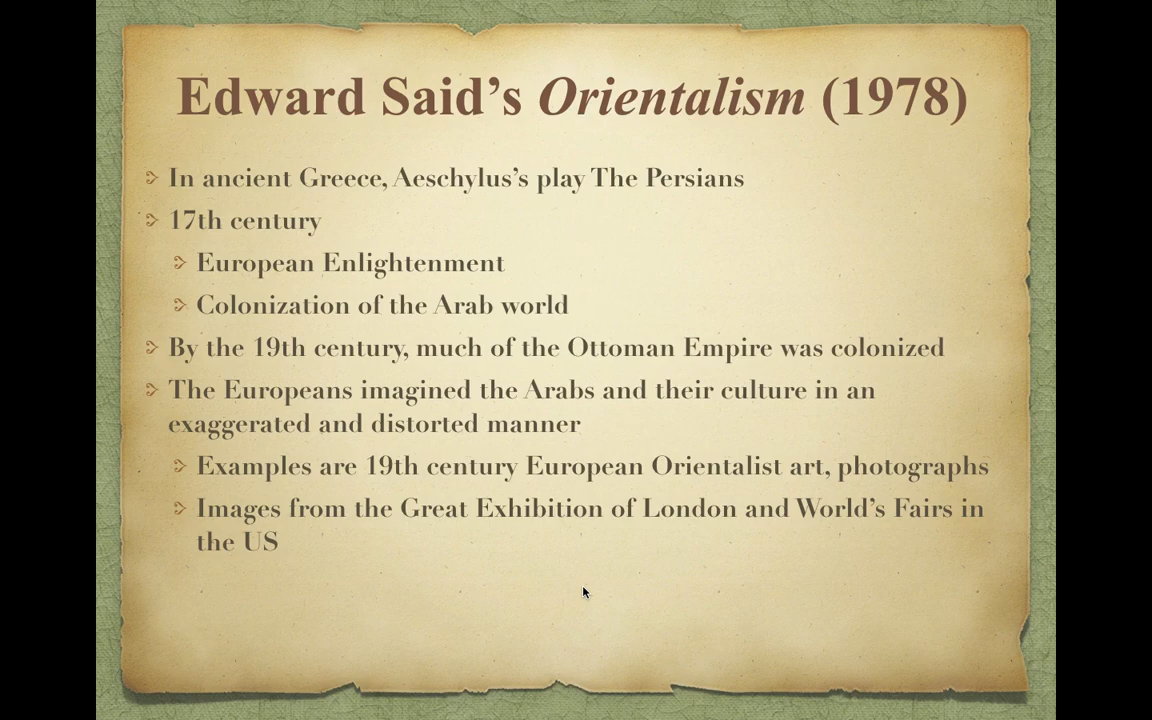 Edward Said’s Orientalism (1978)
In ancient Greece, Aeschylus’s play The Persians
17th century
European Enlightenment
Colonization of the Arab world
By the 19th century, much of the Ottoman Empire was colonized
The Europeans imagined the Arabs and their culture in an
exaggerated and distorted manner
Examples are 19th century European Orientalist art, photographs
Images from the Great Exhibition of London and World’s Fairs in
the US